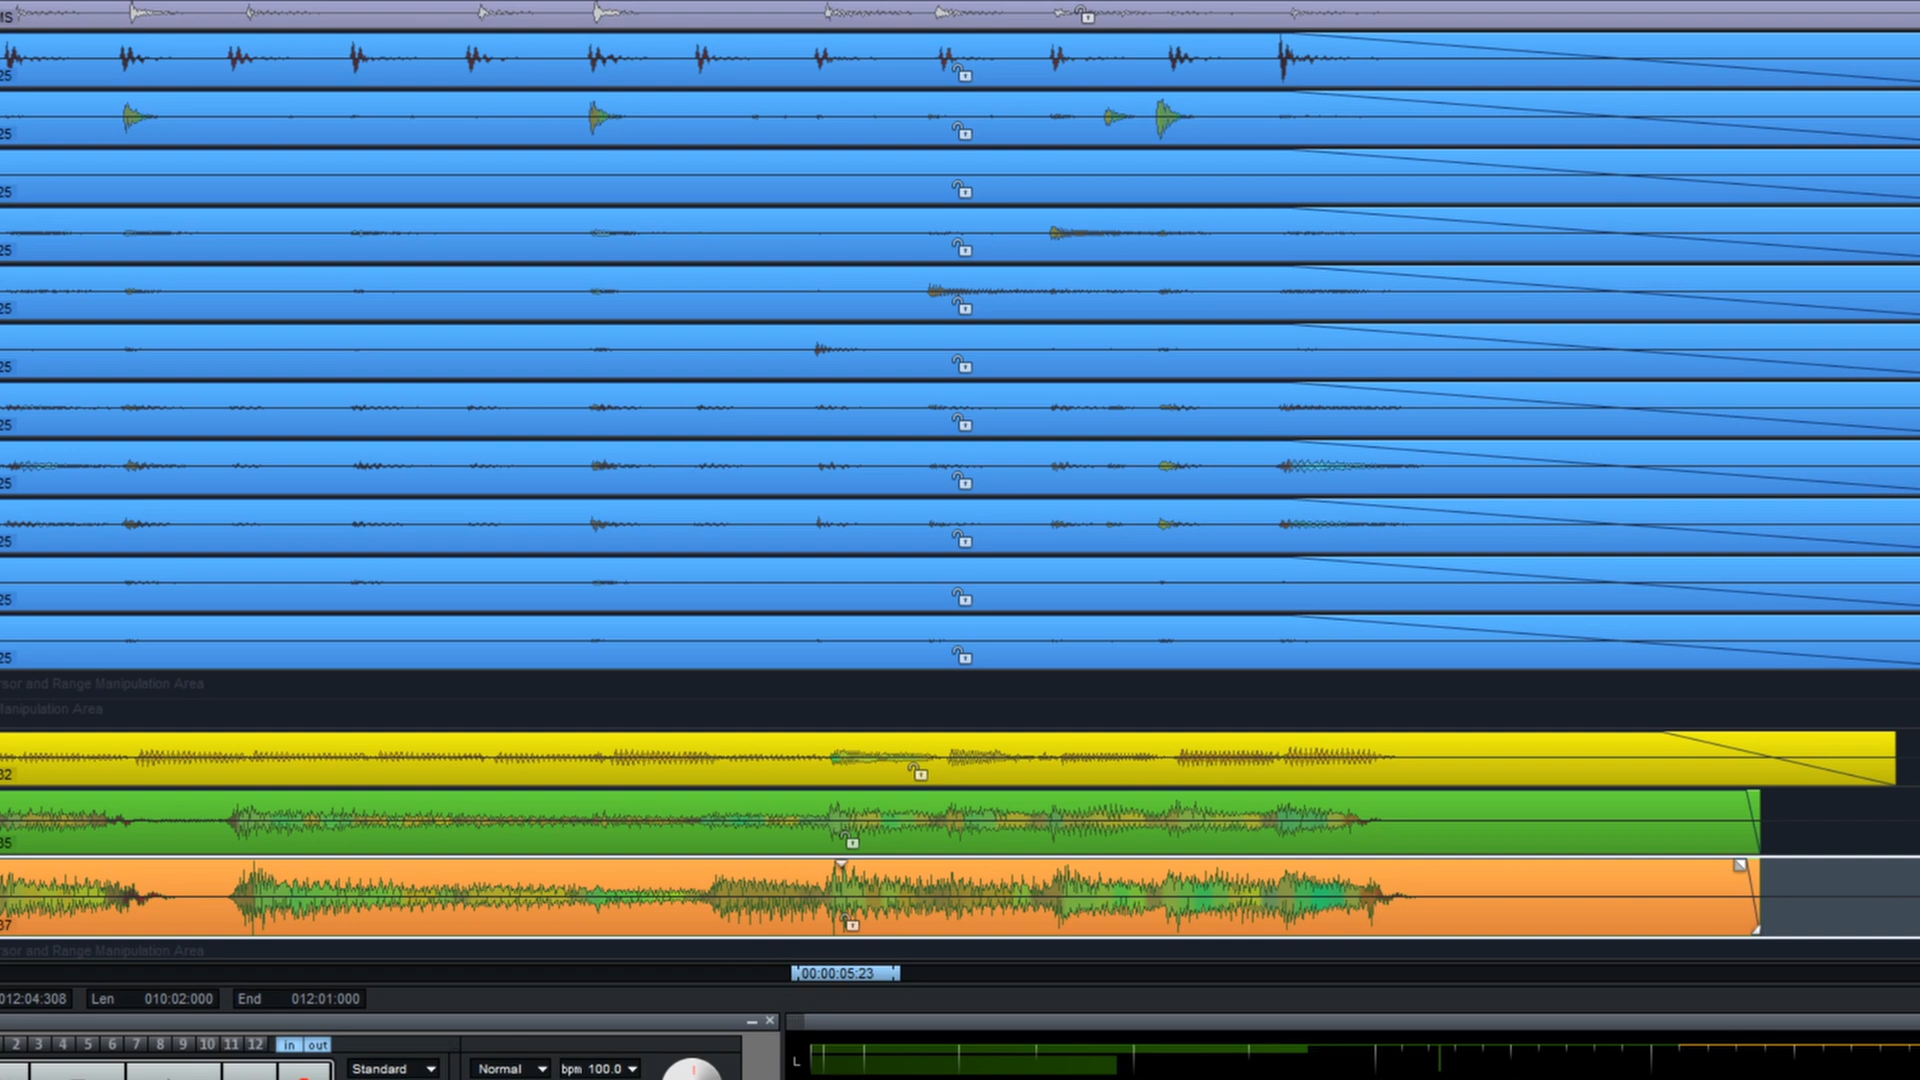 MS
25
25
25
25
25
25
25
25
25
25
25
rsor and Range Manipulation Area
Manipulation Area
32
35
37
rsor and Range Manipulation Area
00:00:05:23
012:04:308 Len 010:02:000 End 012:01:000
2 3 4 5 6 7 8 9 10 11 12 in out
Standard Normal bpm 100.0
L